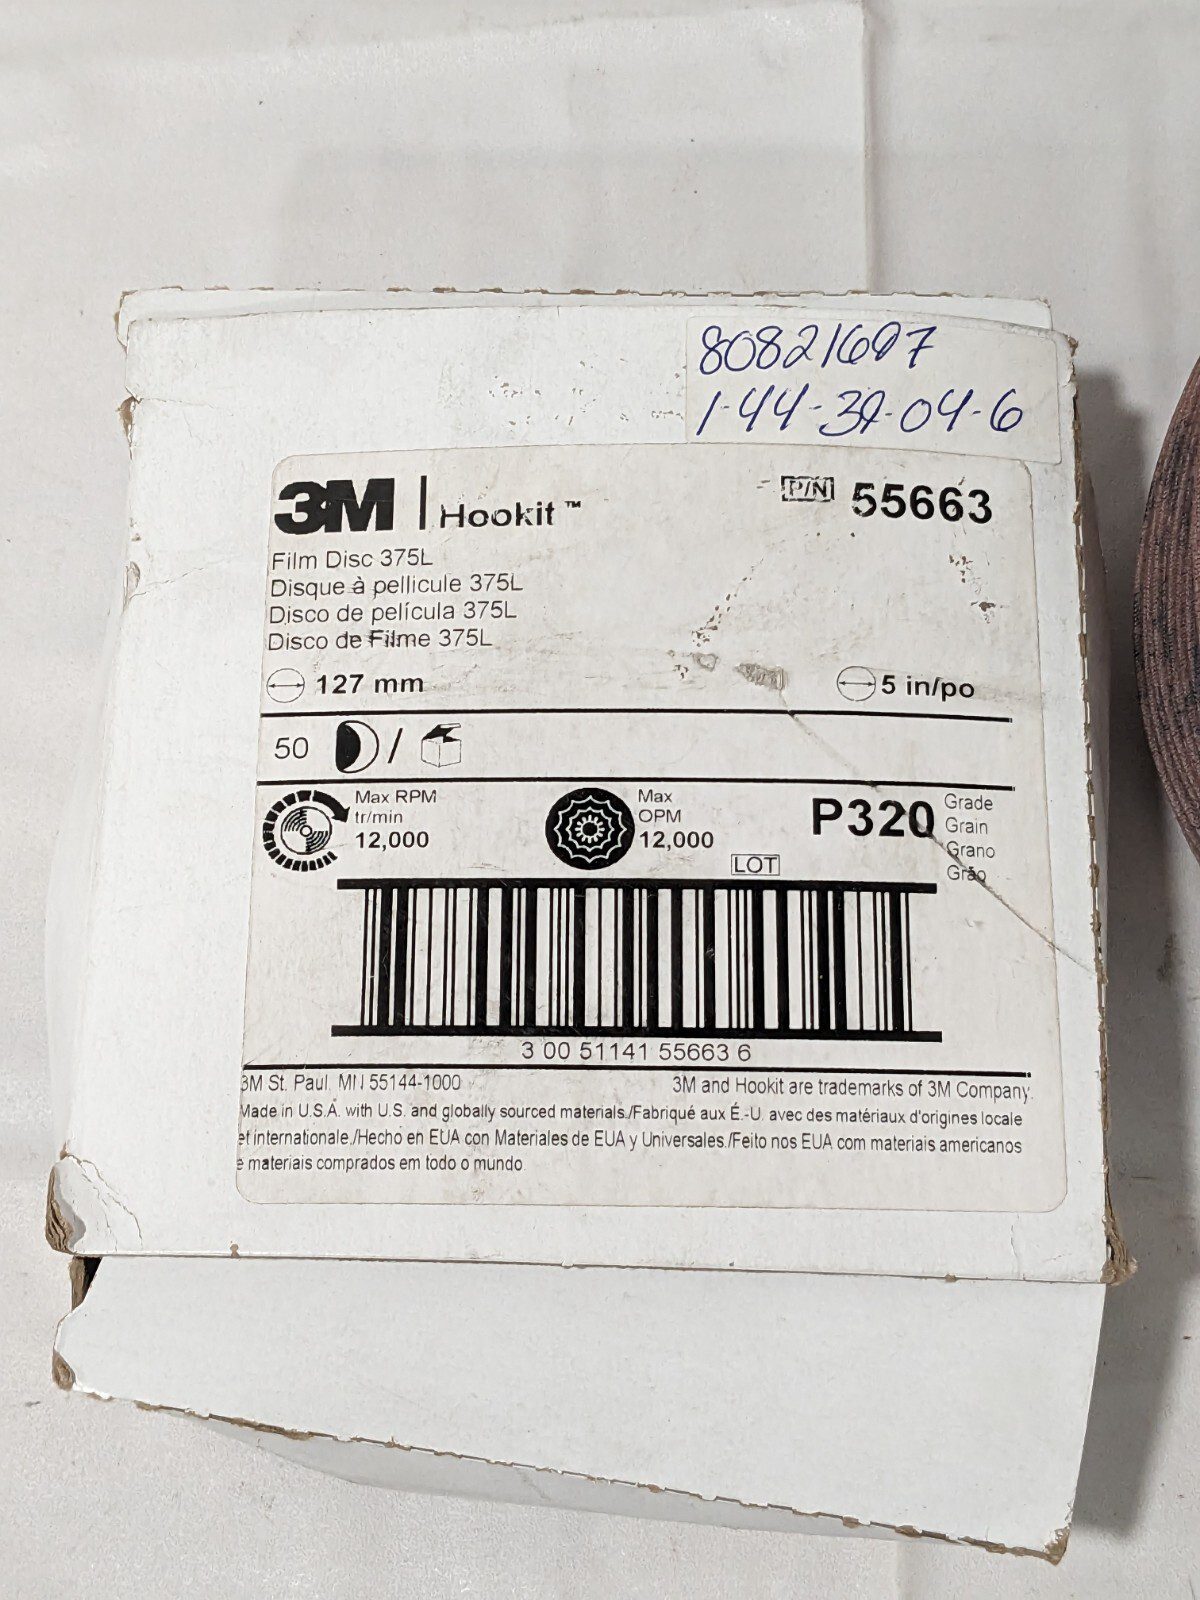 80821697
1-44-39-04-6
3M | Hookit™
P/N 55663
Film Disc 375L
Disque à pellicule 375L
Disco de película 375L
Disco de Filme 375L
127 mm
5 in/po
50 /
Max RPM
tr/min
12,000
Max
OPM
12,000
P320
Grade
Grain
Grano
Grão
LOT
3 00 51141 55663 6
3M St. Paul, MN 55144-1000
3M and Hookit are trademarks of 3M Company.
Made in U.S.A. with U.S. and globally sourced materials./Fabriqué aux É.-U. avec des matériaux d'origines locale
et internationale./Hecho en EUA con Materiales de EUA y Universales./Feito nos EUA com materiais americanos
e materiais comprados em todo o mundo.